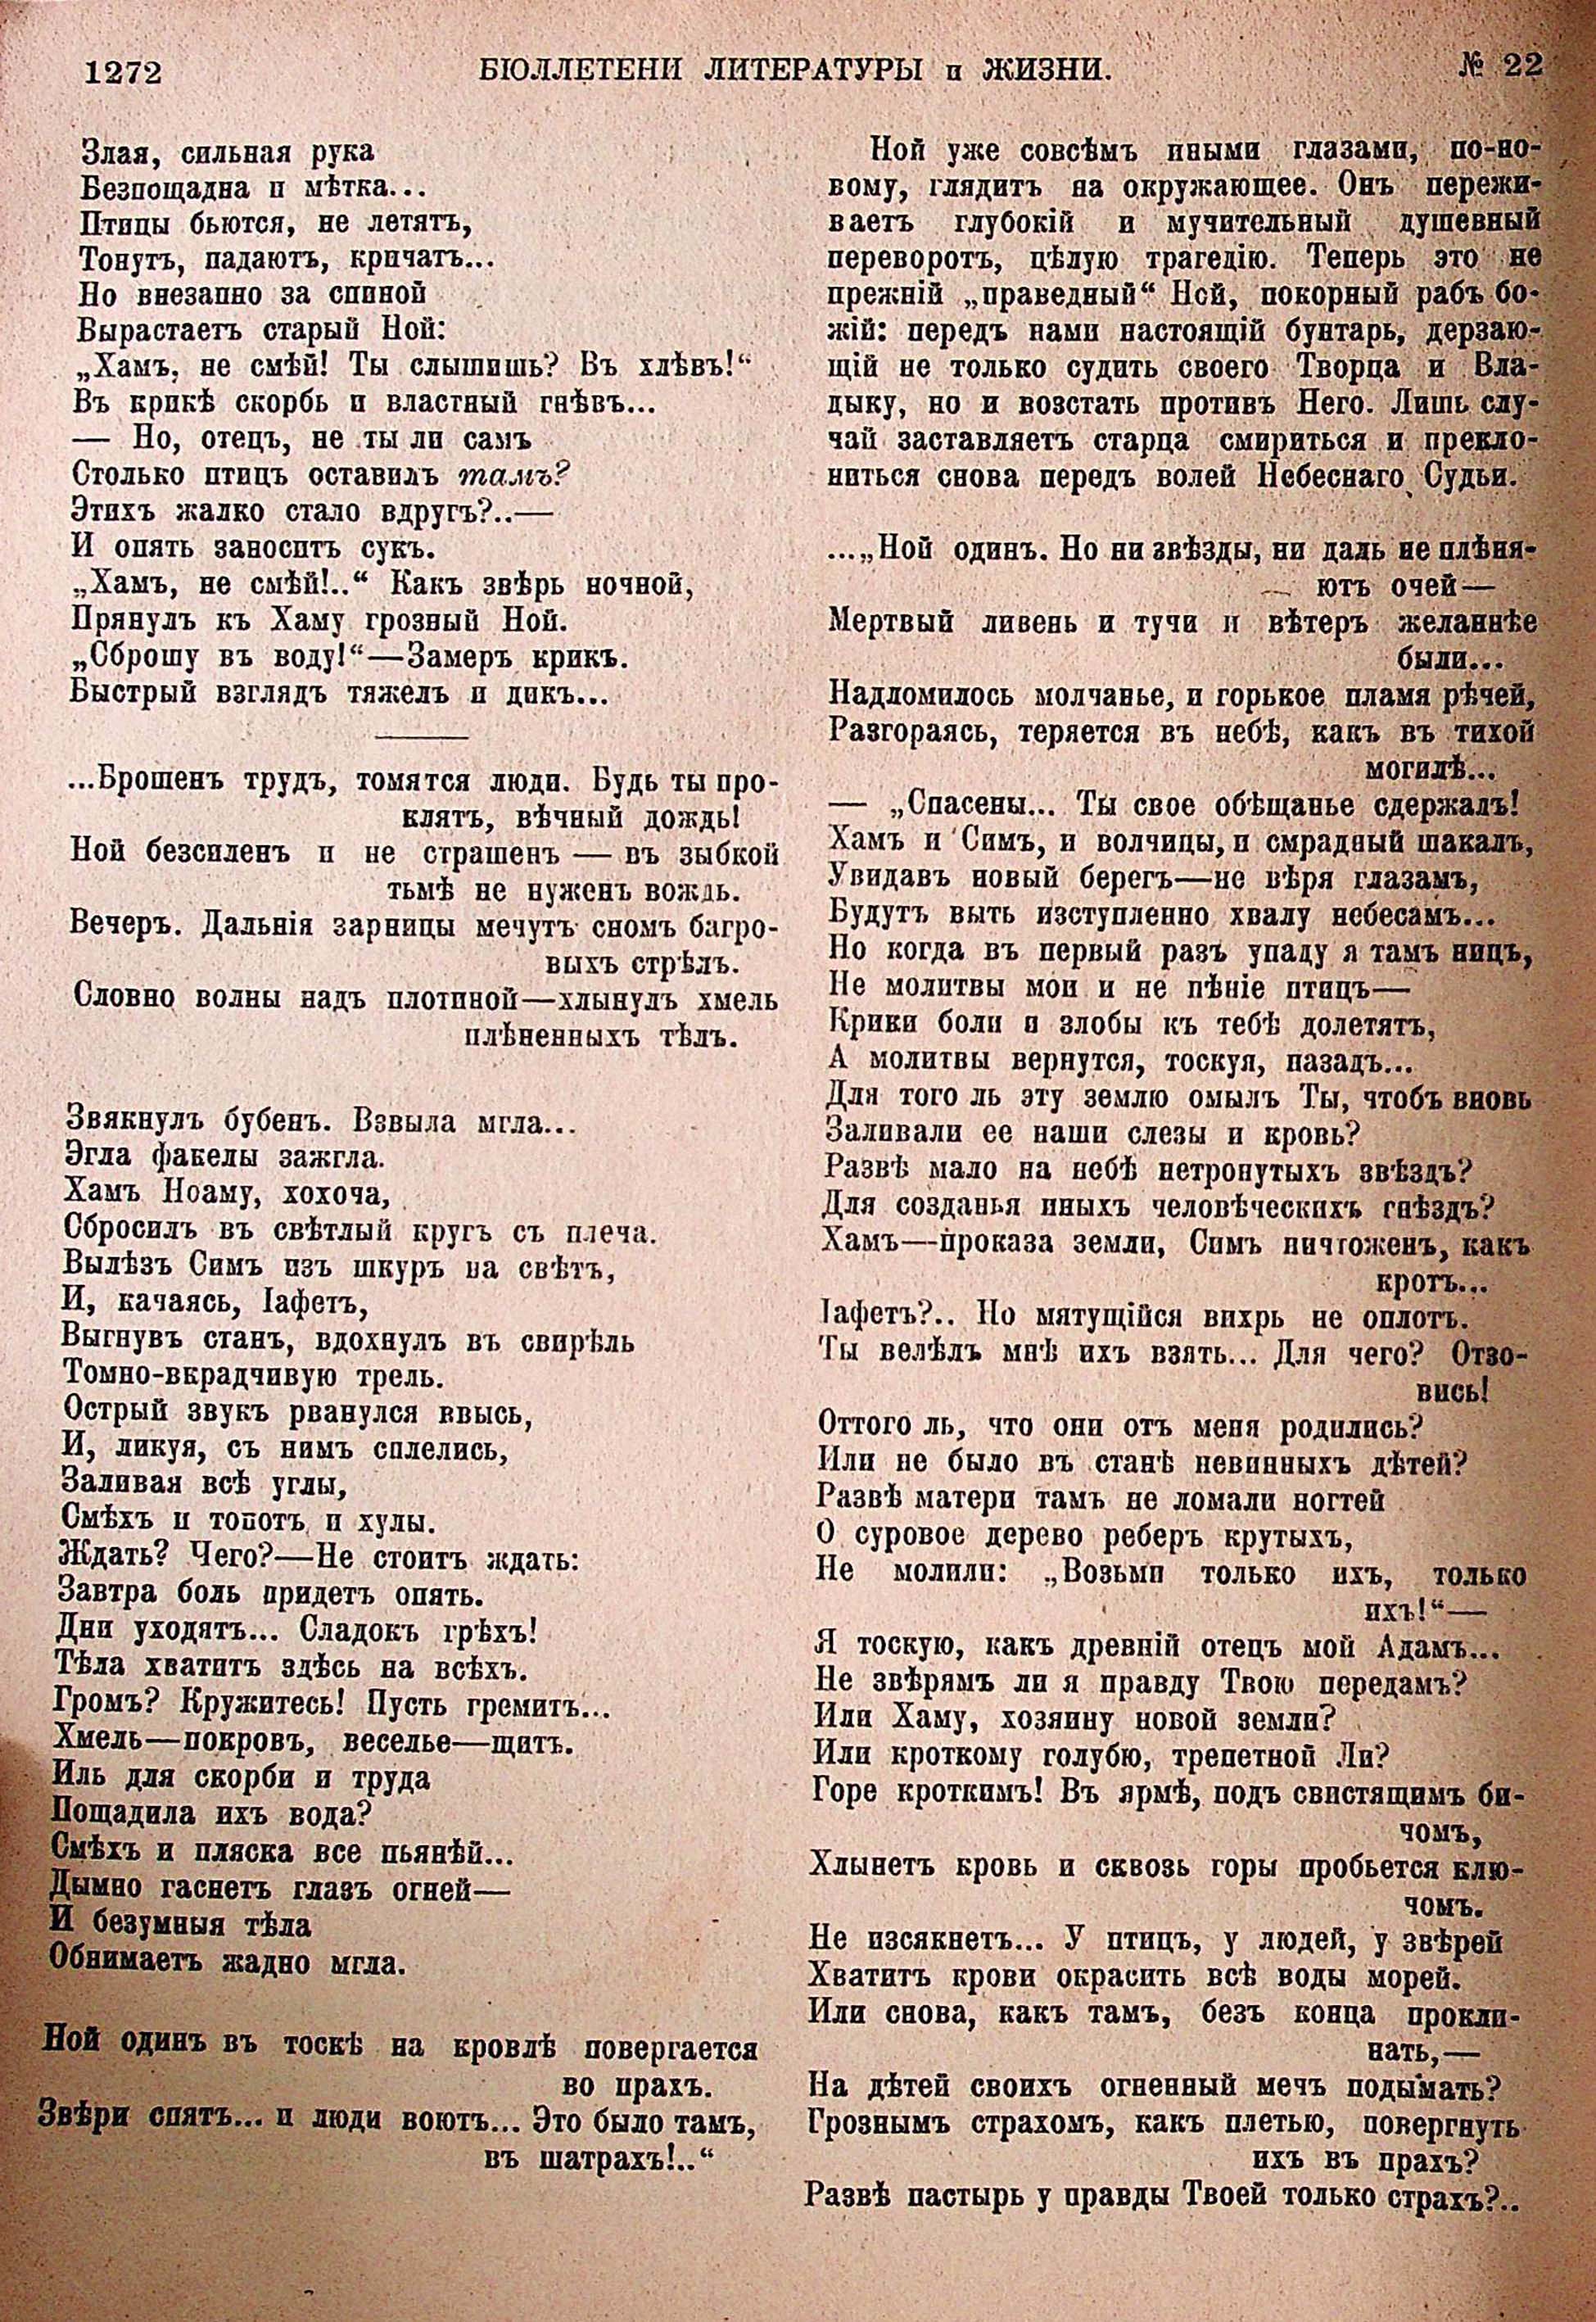 1272
БЮЛЛЕТЕНИ ЛИТЕРАТУРЫ и ЖИЗНИ.
№ 22
Злая, сильная рука
Безпощадна и мѣтка...
Птицы бьются, не летятъ,
Тонутъ, падаютъ, кричатъ...
Но внезапно за спиной
Вырастаетъ старый Ной:
„Хамъ, не смѣй! Ты слышишь? Въ хлѣвъ!“
Въ крикѣ скорбь и властный гнѣвъ...
— Но, отецъ, не ты ли самъ
Столько птицъ оставилъ тамъ?
Этихъ жалко стало вдругъ?..—
И опять заноситъ сукъ.
„Хамъ, не смѣй!..“ Какъ звѣрь ночной,
Прянулъ къ Хаму грозный Ной.
„Сброшу въ воду!“—Замеръ крикъ.
Быстрый взглядъ тяжелъ и дикъ...
...Брошенъ трудъ, томятся люди. Будь ты про-
клятъ, вѣчный дождь!
Ной безсиленъ и не страшенъ — въ зыбкой
тьмѣ не нуженъ вождь.
Вечеръ. Дальнія зарницы мечутъ сномъ багро-
выхъ стрѣлъ.
Словно волны надъ плотиной—хлынулъ хмель
плѣненныхъ тѣлъ.
Звякнулъ бубенъ. Взвыла мгла...
Эгла факелы зажгла.
Хамъ Ноаму, хохоча,
Сбросилъ въ свѣтлый кругъ съ плеча.
Вылѣзъ Симъ изъ шкуръ на свѣтъ,
И, качаясь, Іафетъ,
Выгнувъ станъ, вдохнулъ въ свирѣль
Томно-вкрадчивую трель.
Острый звукъ рванулся ввысь,
И, ликуя, съ нимъ сплелись,
Заливая всѣ углы,
Смѣхъ и топотъ и хулы.
Ждать? Чего?—Не стоитъ ждать:
Завтра боль придетъ опять.
Дни уходятъ... Сладокъ грѣхъ!
Тѣла хватитъ здѣсь на всѣхъ.
Громъ? Кружитесь! Пусть гремитъ...
Хмель—покровъ, веселье—щитъ.
Иль для скорби и труда
Пощадила ихъ вода?
Смѣхъ и пляска все пьянѣй...
Дымно гаснетъ глазъ огней—
И безумныя тѣла
Обнимаетъ жадно мгла.
Ной одинъ въ тоскѣ на кровлѣ повергается
во прахъ.
Звѣри спятъ... и люди воютъ... Это было тамъ,
въ шатрахъ!..“
Ной уже совсѣмъ иными глазами, по-но-
вому, глядитъ на окружающее. Онъ пережи-
ваетъ глубокій и мучительный душевный
переворотъ, цѣлую трагедію. Теперь это не
прежній „праведный“ Ной, покорный рабъ бо-
жій: передъ нами настоящій бунтарь, дерзаю-
щій не только судить своего Творца и Вла-
дыку, но и возстать противъ Него. Лишь слу-
чай заставляетъ старца смириться и прекло-
ниться снова передъ волей Небеснаго Судьи.
...„Ной одинъ. Но ни звѣзды, ни даль не плѣня-
ютъ очей—
Мертвый ливень и тучи и вѣтеръ желаннѣе
были...
Надломилось молчанье, и горькое пламя рѣчей,
Разгораясь, теряется въ небѣ, какъ въ тихой
могилѣ...
— „Спасены... Ты свое обѣщанье сдержалъ!
Хамъ и Симъ, и волчицы, и смрадный шакалъ,
Увидавъ новый берегъ—не вѣря глазамъ,
Будутъ выть изступленно хвалу небесамъ...
Но когда въ первый разъ упаду я тамъ ницъ,
Не молитвы мои и не пѣніе птицъ—
Крики боли и злобы къ тебѣ долетятъ,
А молитвы вернутся, тоскуя, назадъ...
Для того ль эту землю омылъ Ты, чтобъ вновь
Заливали ее наши слезы и кровь?
Развѣ мало на небѣ нетронутыхъ звѣздъ?
Для созданья иныхъ человѣческихъ гнѣздъ?
Хамъ—проказа земли, Симъ ничтоженъ, какъ
кротъ...
Іафетъ?.. Но мятущійся вихрь не оплотъ.
Ты велѣлъ мнѣ ихъ взять... Для чего? Отзо-
вись!
Оттого ль, что они отъ меня родились?
Или не было въ станѣ невинныхъ дѣтей?
Развѣ матери тамъ не ломали ногтей
О суровое дерево реберъ крутыхъ,
Не молили: „Возьми только ихъ, только
ихъ!“—
Я тоскую, какъ древній отецъ мой Адамъ...
Не звѣрямъ ли я правду Твою передамъ?
Или Хаму, хозяину новой земли?
Или кроткому голубю, трепетной Ли?
Горе кроткимъ! Въ ярмѣ, подъ свистящимъ би-
чомъ,
Хлынетъ кровь и сквозь горы пробьется клю-
чомъ.
Не изсякнетъ... У птицъ, у людей, у звѣрей
Хватитъ крови окрасить всѣ воды морей.
Или снова, какъ тамъ, безъ конца прокли-
нать,—
На дѣтей своихъ огненный мечъ подымать?
Грознымъ страхомъ, какъ плетью, повергнуть
ихъ въ прахъ?
Развѣ пастырь у правды Твоей только страхъ?..